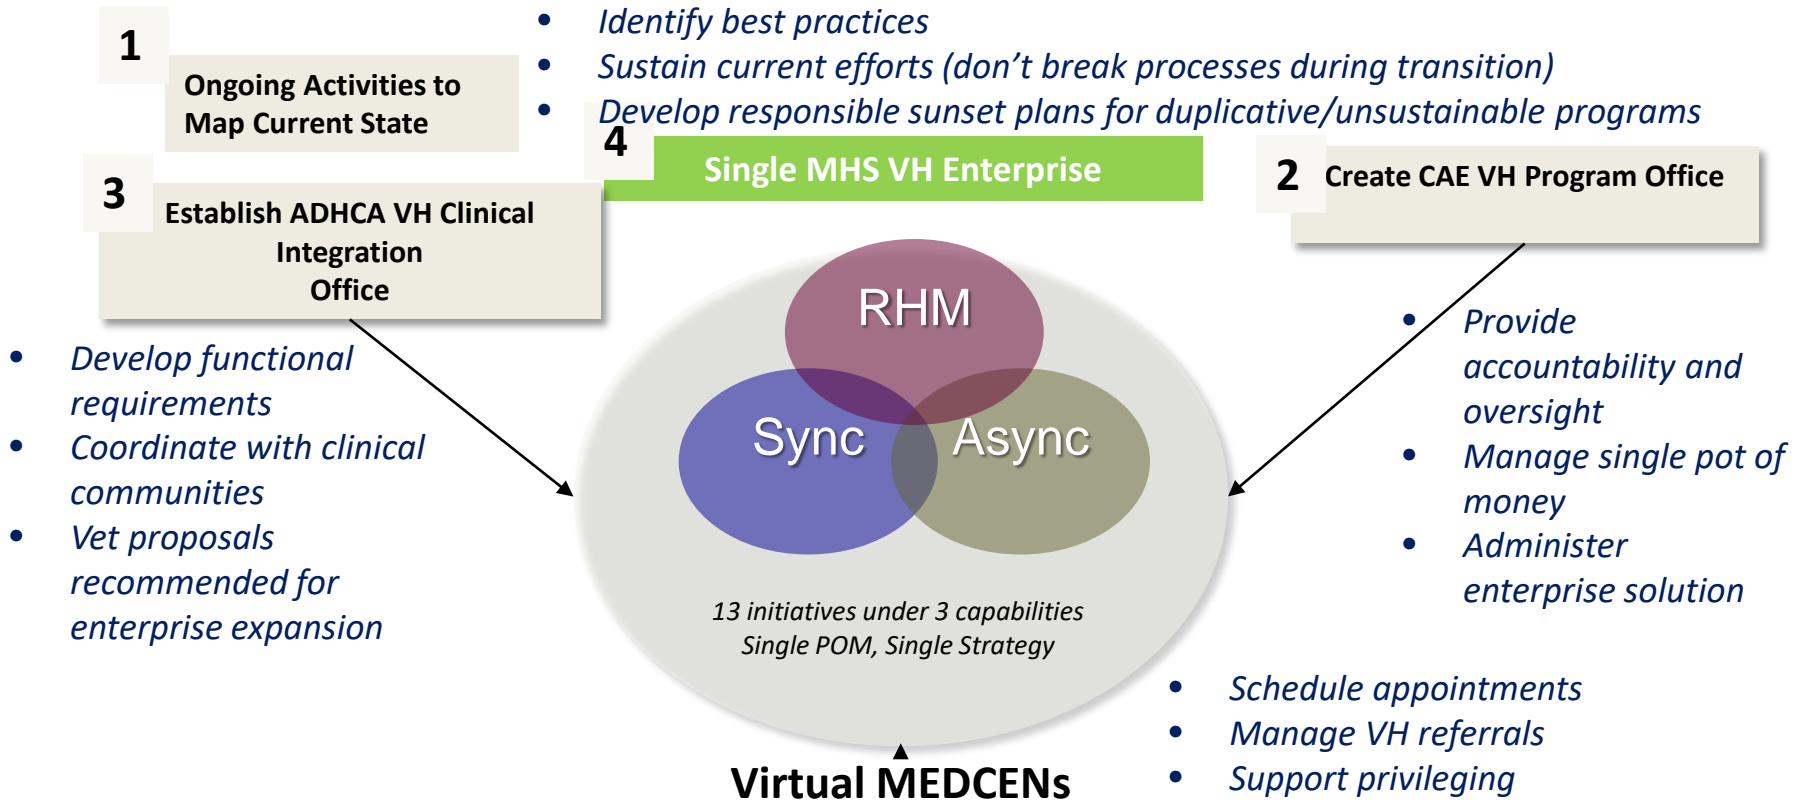 1
Ongoing Activities to
Map Current State
• Identify best practices
• Sustain current efforts (don’t break processes during transition)
• Develop responsible sunset plans for duplicative/unsustainable programs
4
Single MHS VH Enterprise
2
Create CAE VH Program Office
3
Establish ADHCA VH Clinical
Integration
Office
RHM
Sync
Async
13 initiatives under 3 capabilities
Single POM, Single Strategy
• Develop functional
requirements
• Coordinate with clinical
communities
• Vet proposals
recommended for
enterprise expansion
• Provide
accountability and
oversight
• Manage single pot of
money
• Administer
enterprise solution
Virtual MEDCENs
• Schedule appointments
• Manage VH referrals
• Support privileging